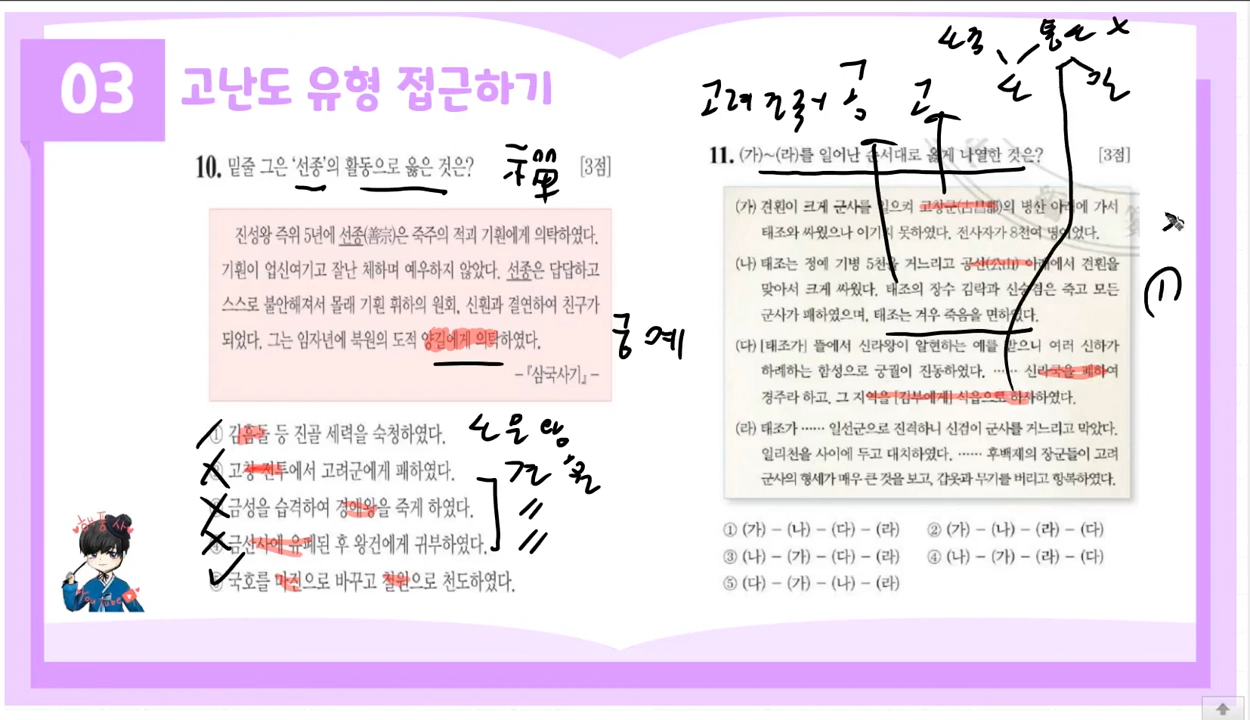 03 고난도 유형 접근하기
10. 밑줄 그은 ‘선종’의 활동으로 옳은 것은? [3점]
禪
진성왕 즉위 5년에 선종(善宗)은 죽주의 적괴 기훤에게 의탁하였다.
기훤이 업신여기고 잘난 체하며 예우하지 않았다. 선종은 답답하고
스스로 불안해져서 몰래 기훤 휘하의 원회, 신훤과 결연하여 친구가
되었다. 그는 임자년에 북원의 도적 양길에게 의탁하였다.
-『삼국사기』-
궁예
① 김흠돌 등 진골 세력을 숙청하였다.
② 고창 전투에서 고려군에게 패하였다.
③ 금성을 습격하여 경애왕을 죽게 하였다.
④ 금산사에 유폐된 후 왕건에게 귀부하였다.
⑤ 국호를 마진으로 바꾸고 철원으로 천도하였다.
신문왕
견훤
〃
〃
고려 건국 공 고
11. (가)~(라)를 일어난 순서대로 옳게 나열한 것은? [3점]
(가) 견훤이 크게 군사를 일으켜 고창군(古昌郡)의 병산 아래에 가서
태조와 싸웠으나 이기지 못하였다. 전사자가 8천여 명이었다.
(나) 태조는 정예 기병 5천을 거느리고 공산(公山) 아래에서 견훤을
맞아서 크게 싸웠다. 태조의 장수 김락과 신숭겸은 죽고 모든
군사가 패하였으며, 태조는 겨우 죽음을 면하였다.
(다) [태조가] 뜰에서 신라왕이 알현하는 예를 받으니 여러 신하가
하례하는 함성으로 궁궐이 진동하였다. …… 신라국을 폐하여
경주라 하고, 그 지역을 [김부에게] 식읍으로 하사하였다.
(라) 태조가 …… 일선군으로 진격하니 신검이 군사를 거느리고 막았다.
일리천을 사이에 두고 대치하였다. …… 후백제의 장군들이 고려
군사의 형세가 매우 큰 것을 보고, 갑옷과 무기를 버리고 항복하였다.
① (가) - (나) - (다) - (라) ② (가) - (나) - (라) - (다)
③ (나) - (가) - (다) - (라) ④ (나) - (가) - (라) - (다)
⑤ (다) - (가) - (나) - (라)
(1)
YouTube